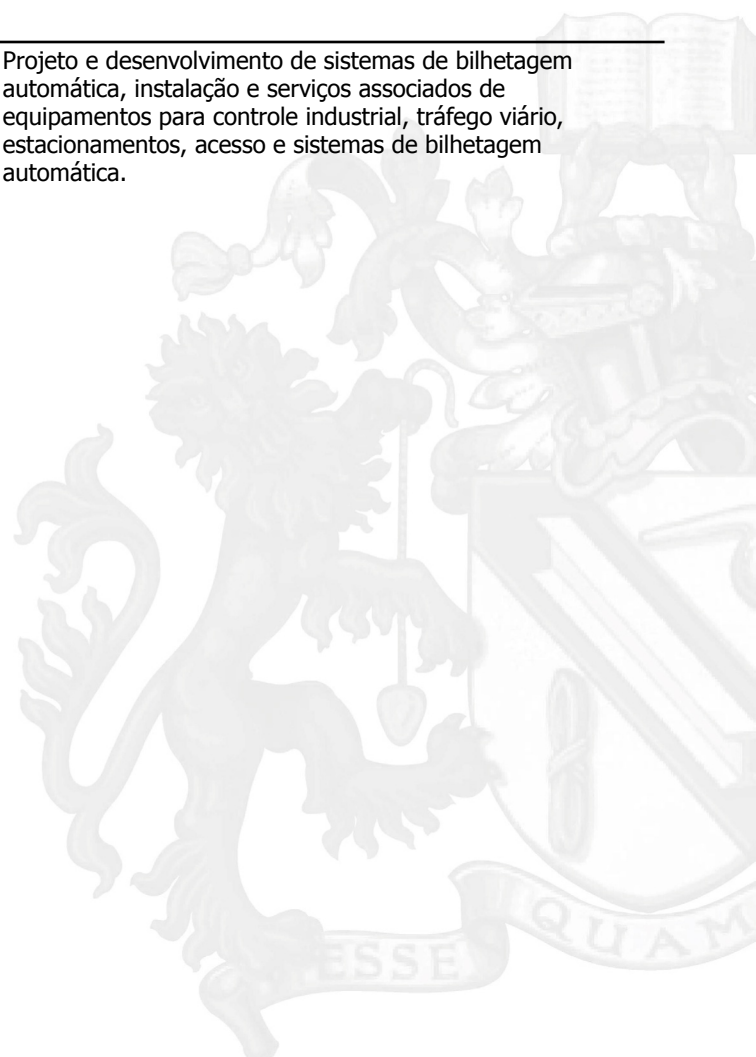 Projeto e desenvolvimento de sistemas de bilhetagem
automática, instalação e serviços associados de
equipamentos para controle industrial, tráfego viário,
estacionamentos, acesso e sistemas de bilhetagem
automática.
ESSE QUAM